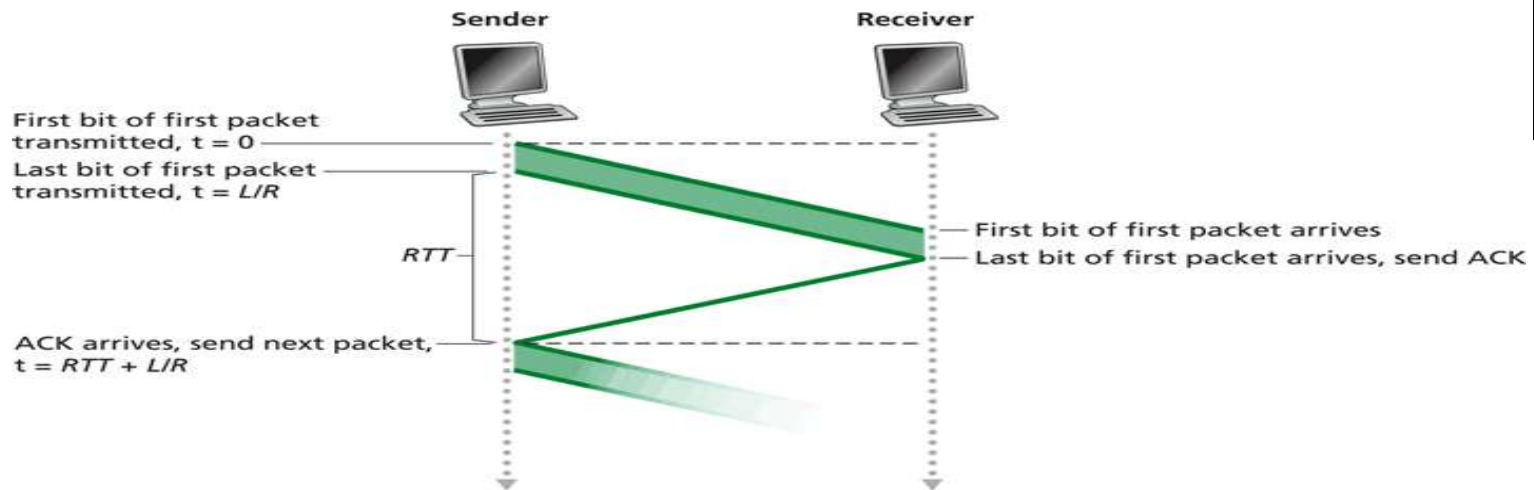 Sender
Receiver
First bit of first packet
transmitted, t = 0
Last bit of first packet
transmitted, t = L/R
First bit of first packet arrives
RTT
Last bit of first packet arrives, send ACK
ACK arrives, send next packet,
t = RTT + L/R